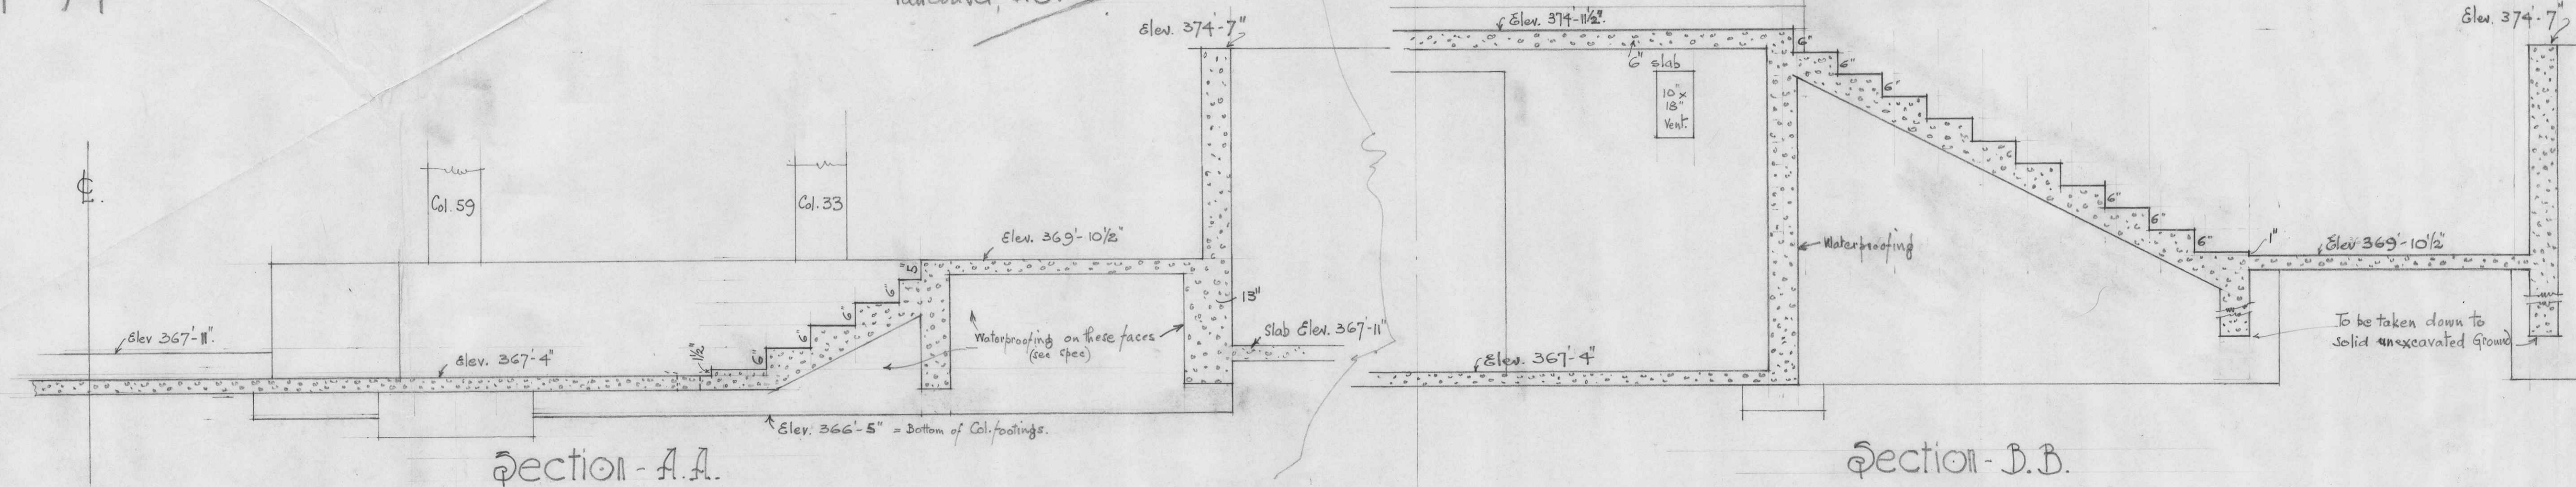 Vancouver, B.C.
Elev. 374'-7"
℄.
Col. 59
Col. 33
Elev. 369'-10½"
5"
6"
6"
6"
6"
1½"
13"
Waterproofing on these faces
(see spec)
Slab Elev. 367'-11"
Elev 367'-11".
Elev. 367'-4"
Elev. 366'-5" = Bottom of Col. footings.
Section - A.A.
Elev. 374'-11½".
6" slab
10" x
18"
Vent.
6"
6"
6"
6"
6"
6"
1"
Waterproofing
Elev 369'-10½"
Elev. 374'-7"
To be taken down to
solid unexcavated Ground
Elev. 367'-4"
Section - B.B.